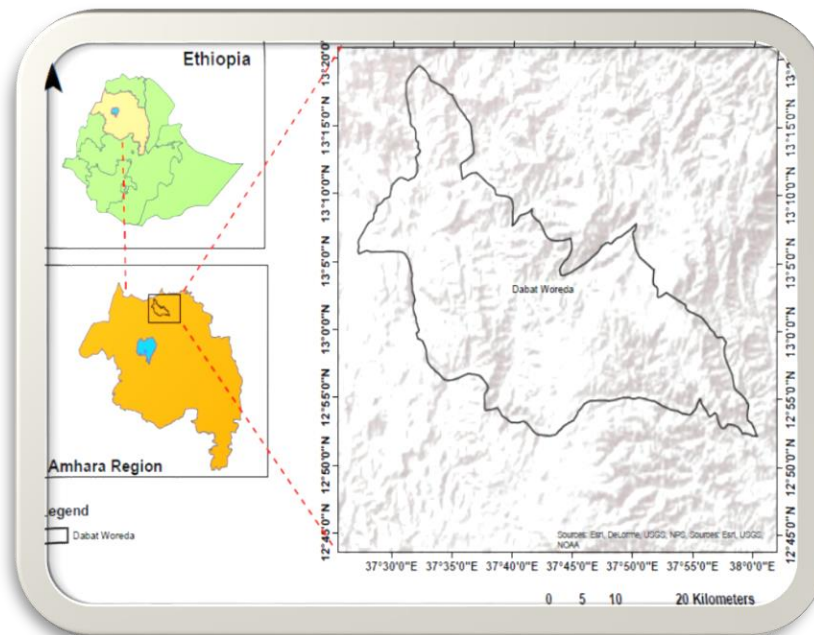 Ethiopia
Amhara Region
egend
Dabat Woreda
13°20'0"
13°15'0"N
13°10'0"N
13°5'0"N
13°0'0"N
12°55'0"N
12°50'0"N
12°45'0"N
Dabat Woreda
Sources: Esri, DeLorme, USGS, NPS, Sources: Esri, USGS,
NOAA
13°2
13°15'0"N
13°10'0"N
13°5'0"N
13°0'0"N
12°55'0"N
12°50'0"N
12°45'0"N
37°30'0"E 37°35'0"E 37°40'0"E 37°45'0"E 37°50'0"E 37°55'0"E 38°0'0"E
0 5 10 20 Kilometers